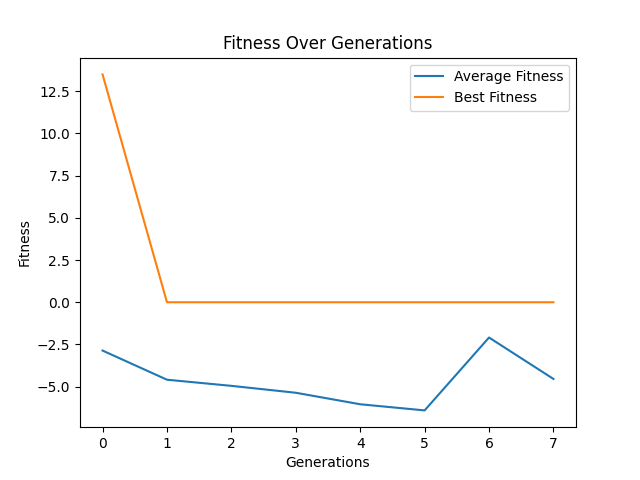 Fitness Over Generations
Average Fitness
Best Fitness
12.5
10.0
7.5
5.0
2.5
0.0
−2.5
−5.0
Fitness
0 1 2 3 4 5 6 7
Generations